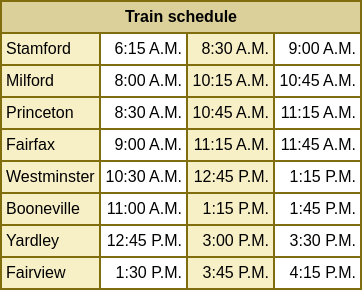 Train schedule
Stamford 6:15 A.M. 8:30 A.M. 9:00 A.M.
Milford 8:00 A.M. 10:15 A.M. 10:45 A.M.
Princeton 8:30 A.M. 10:45 A.M. 11:15 A.M.
Fairfax 9:00 A.M. 11:15 A.M. 11:45 A.M.
Westminster 10:30 A.M. 12:45 P.M. 1:15 P.M.
Booneville 11:00 A.M. 1:15 P.M. 1:45 P.M.
Yardley 12:45 P.M. 3:00 P.M. 3:30 P.M.
Fairview 1:30 P.M. 3:45 P.M. 4:15 P.M.